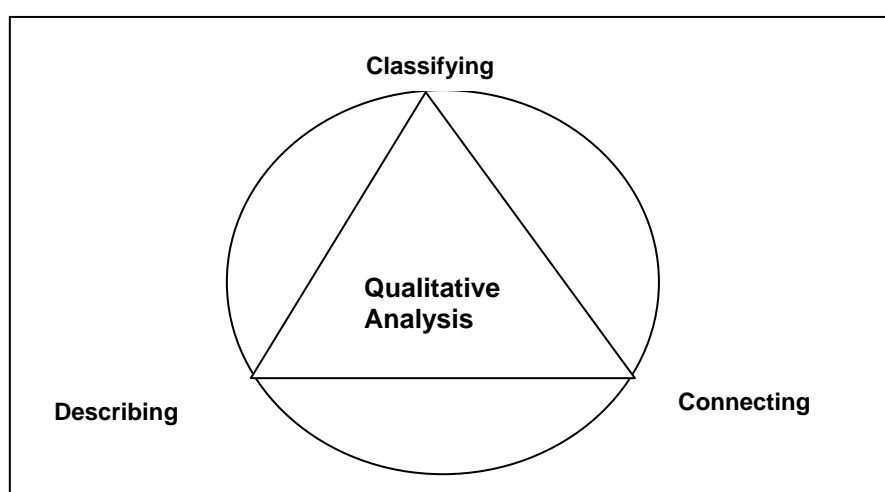 Classifying
Qualitative
Analysis
Describing
Connecting